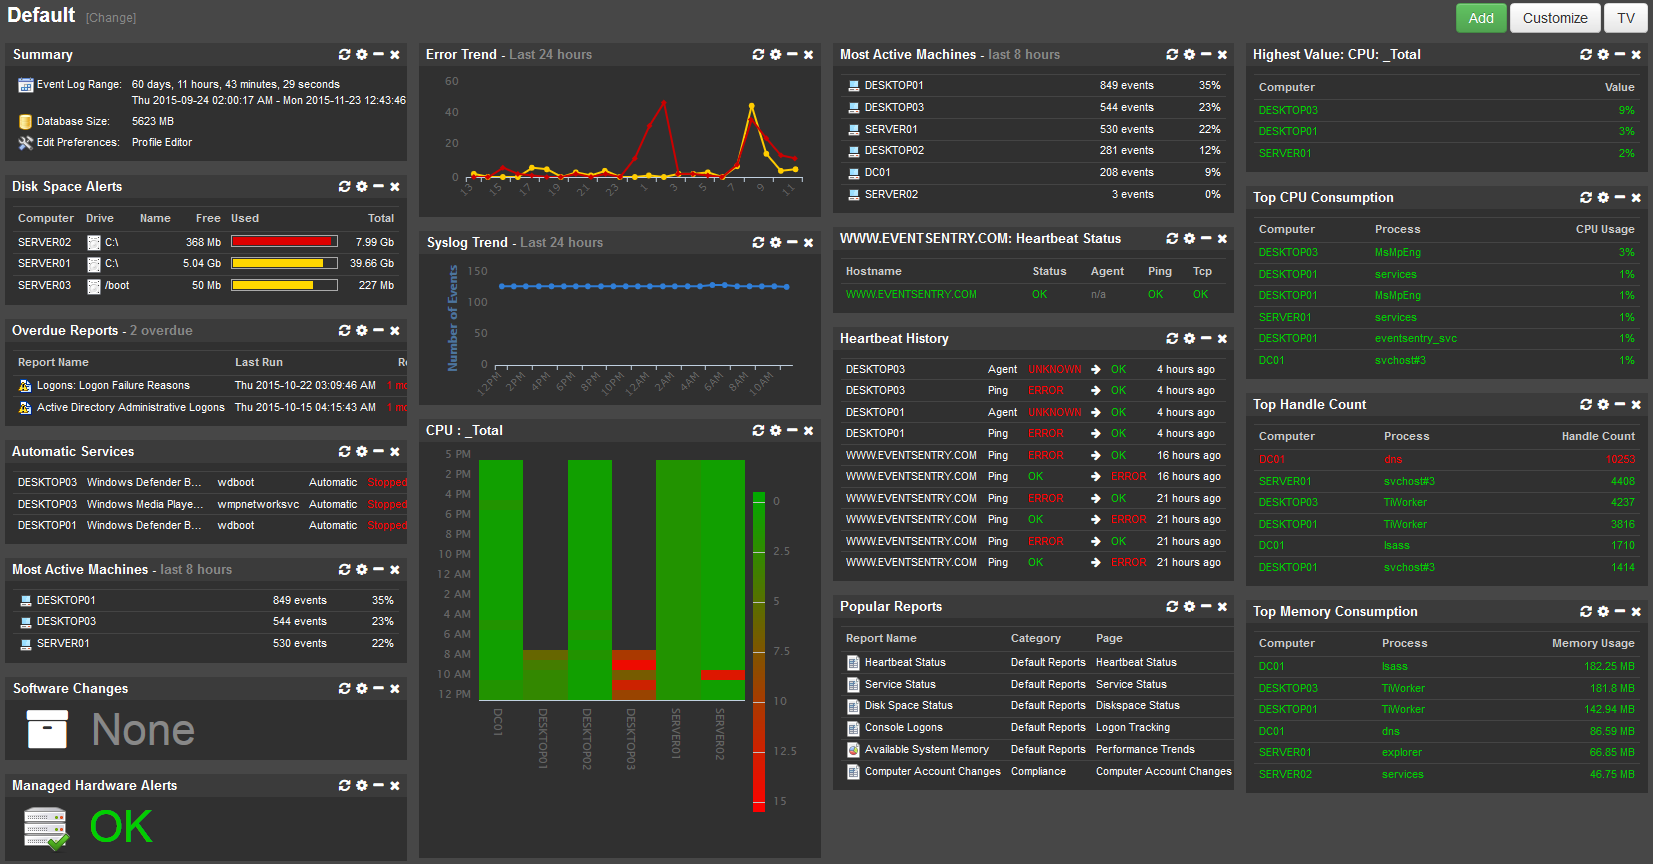 Default [Change]
Add Customize TV
Summary
Event Log Range: 60 days, 11 hours, 43 minutes, 29 seconds
Thu 2015-09-24 02:00:17 AM - Mon 2015-11-23 12:43:46
Database Size: 5623 MB
Edit Preferences: Profile Editor
Disk Space Alerts
Computer Drive Name Free Used Total
SERVER02 C:\ 368 Mb 7.99 Gb
SERVER01 C:\ 5.04 Gb 39.66 Gb
SERVER03 /boot 50 Mb 227 Mb
Overdue Reports - 2 overdue
Report Name Last Run
Logons: Logon Failure Reasons Thu 2015-10-22 03:09:46 AM
Active Directory Administrative Logons Thu 2015-10-15 04:15:43 AM
Automatic Services
DESKTOP03 Windows Defender B... wdboot Automatic Stopped
DESKTOP03 Windows Media Playe... wmpnetworksvc Automatic Stopped
DESKTOP01 Windows Defender B... wdboot Automatic Stopped
Most Active Machines - last 8 hours
DESKTOP01 849 events 35%
DESKTOP03 544 events 23%
SERVER01 530 events 22%
Software Changes
None
Managed Hardware Alerts
OK
Error Trend - Last 24 hours
60
40
20
0
13 15 17 19 21 23 1 3 5 7 9 11
Syslog Trend - Last 24 hours
Number of Events
150
100
50
0
12PM 2PM 4PM 6PM 8PM 10PM 12AM 2AM 4AM 6AM 8AM 10AM
CPU : _Total
5 PM
2 PM
4 PM
6 PM
8 PM
10 PM
12 AM
2 AM
4 AM
6 AM
8 AM
10 AM
12 PM
DC01 DESKTOP01 DESKTOP02 DESKTOP03 SERVER01 SERVER02
0
2.5
5
7.5
10
12.5
15
Most Active Machines - last 8 hours
DESKTOP01 849 events 35%
DESKTOP03 544 events 23%
SERVER01 530 events 22%
DESKTOP02 281 events 12%
DC01 208 events 9%
SERVER02 3 events 0%
WWW.EVENTSENTRY.COM: Heartbeat Status
Hostname Status Agent Ping Tcp
WWW.EVENTSENTRY.COM OK n/a OK OK
Heartbeat History
DESKTOP03 Agent UNKNOWN OK 4 hours ago
DESKTOP03 Ping ERROR OK 4 hours ago
DESKTOP01 Agent UNKNOWN OK 4 hours ago
DESKTOP01 Ping ERROR OK 4 hours ago
WWW.EVENTSENTRY.COM Ping ERROR OK 16 hours ago
WWW.EVENTSENTRY.COM Ping OK ERROR 16 hours ago
WWW.EVENTSENTRY.COM Ping ERROR OK 21 hours ago
WWW.EVENTSENTRY.COM Ping OK ERROR 21 hours ago
WWW.EVENTSENTRY.COM Ping ERROR OK 21 hours ago
WWW.EVENTSENTRY.COM Ping OK ERROR 21 hours ago
Popular Reports
Report Name Category Page
Heartbeat Status Default Reports Heartbeat Status
Service Status Default Reports Service Status
Disk Space Status Default Reports Diskspace Status
Console Logons Default Reports Logon Tracking
Available System Memory Default Reports Performance Trends
Computer Account Changes Compliance Computer Account Changes
Highest Value: CPU: _Total
Computer Value
DESKTOP03 9%
DESKTOP01 3%
SERVER01 2%
Top CPU Consumption
Computer Process CPU Usage
DESKTOP03 MsMpEng 3%
DESKTOP01 services 1%
DESKTOP01 MsMpEng 1%
SERVER01 services 1%
DESKTOP01 eventsentry_svc 1%
DC01 svchost#3 1%
Top Handle Count
Computer Process Handle Count
DC01 dns 10253
SERVER01 svchost#3 4408
DESKTOP03 TiWorker 4237
DESKTOP01 TiWorker 3816
DC01 lsass 1710
DESKTOP01 svchost#3 1414
Top Memory Consumption
Computer Process Memory Usage
DC01 lsass 182.25 MB
DESKTOP03 TiWorker 181.8 MB
DESKTOP01 TiWorker 142.94 MB
DC01 dns 86.59 MB
SERVER01 explorer 66.85 MB
SERVER02 services 46.75 MB